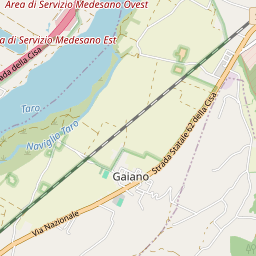 Area di Servizio Medesano Ovest
a di Servizio Medesano Est
ada della Cisa
Taro
Naviglio Taro
Strada Statale 62 della Cisa
Gaiano
Via Nazionale